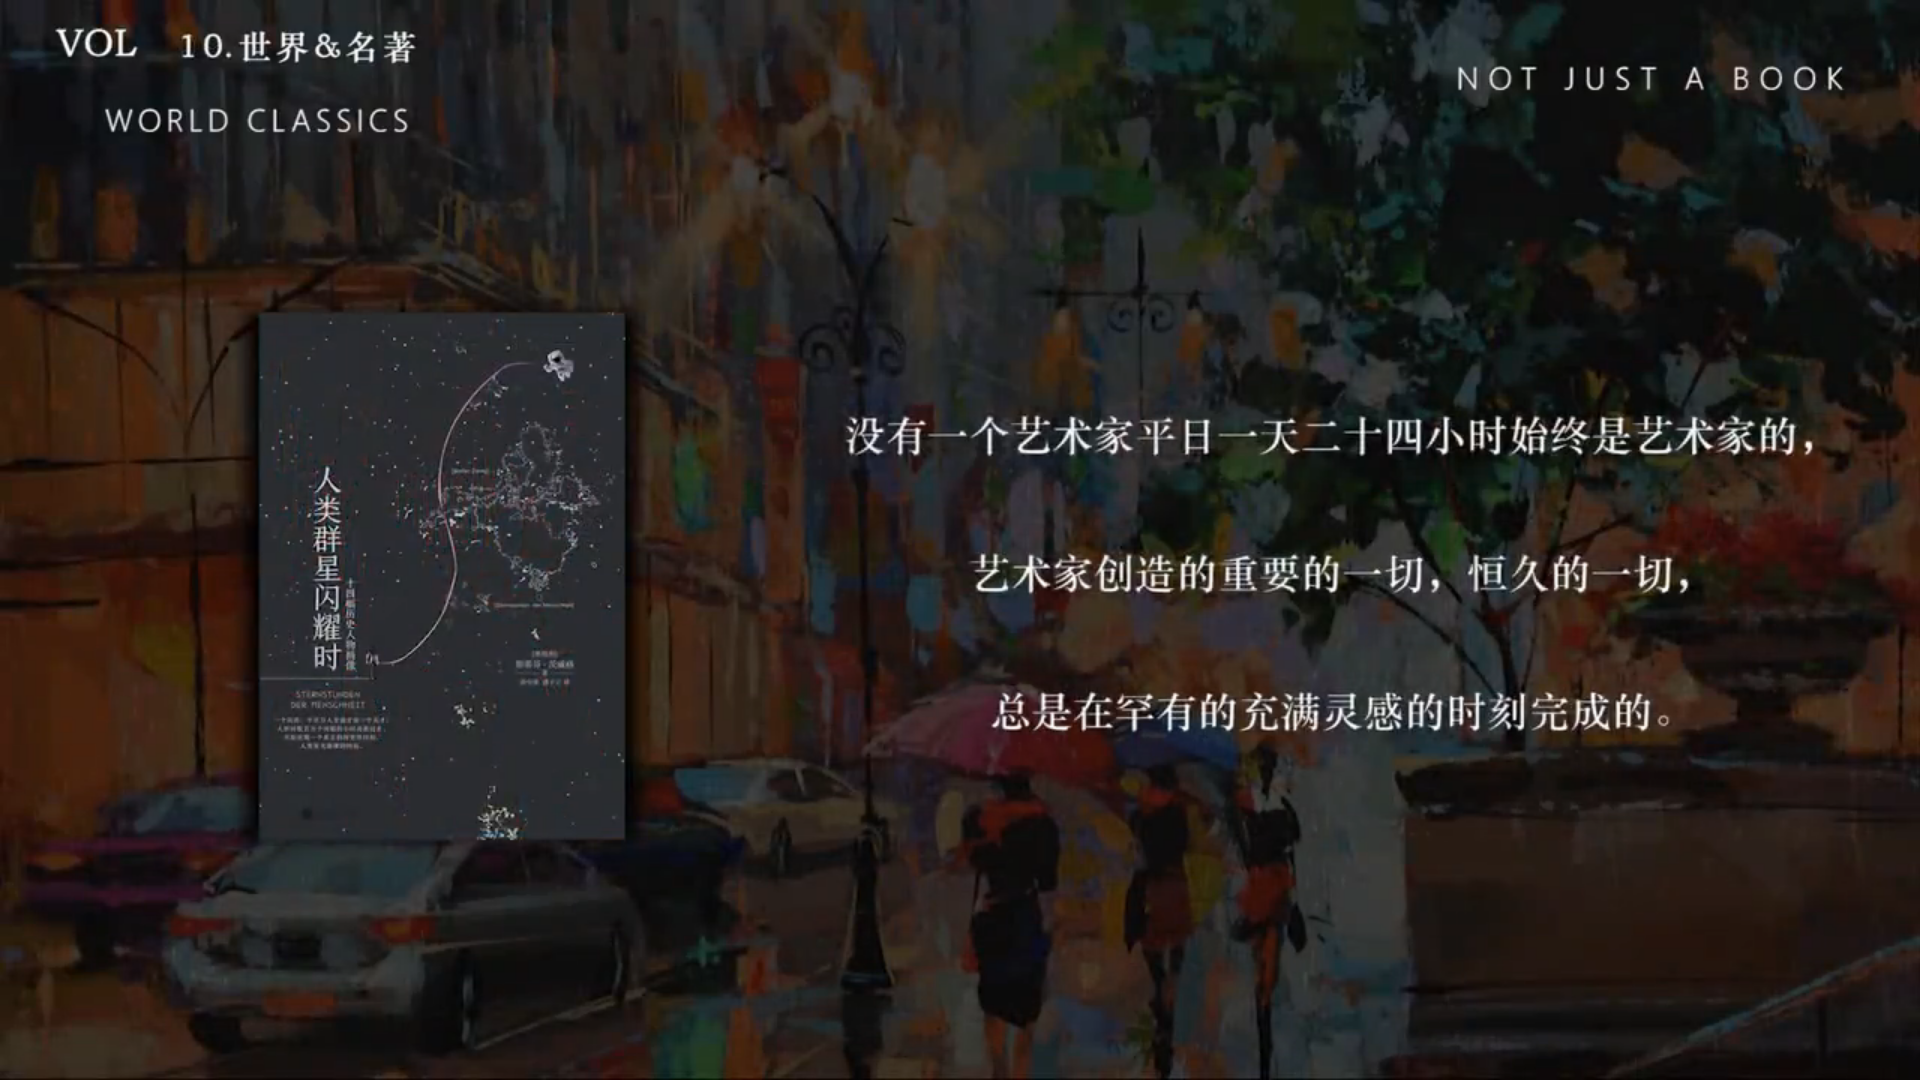 VOL 10.世界&名著
WORLD CLASSICS
NOT JUST A BOOK
没有一个艺术家平日一天二十四小时始终是艺术家的，
艺术家创造的重要的一切，恒久的一切，
总是在罕有的充满灵感的时刻完成的。
人类群星闪耀时
十四幅历史人物画像
STERNSTUNDEN
DER MENSCHHEIT